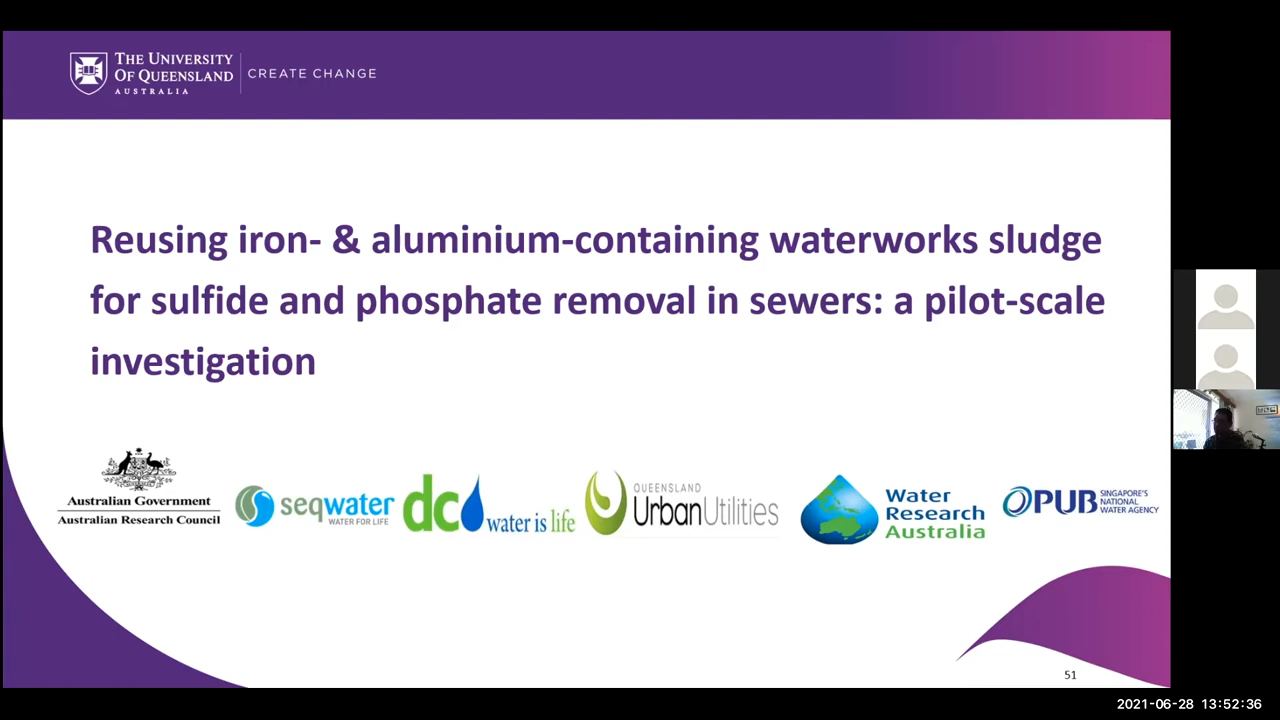 THE UNIVERSITY
OF QUEENSLAND
AUSTRALIA
CREATE CHANGE
Reusing iron- & aluminium-containing waterworks sludge
for sulfide and phosphate removal in sewers: a pilot-scale
investigation
Australian Government
Australian Research Council
seqwater
WATER FOR LIFE
dc
water is life
QUEENSLAND
UrbanUtilities
Water
Research
Australia
PUB
SINGAPORE'S
NATIONAL
WATER AGENCY
51
2021-06-28 13:52:36